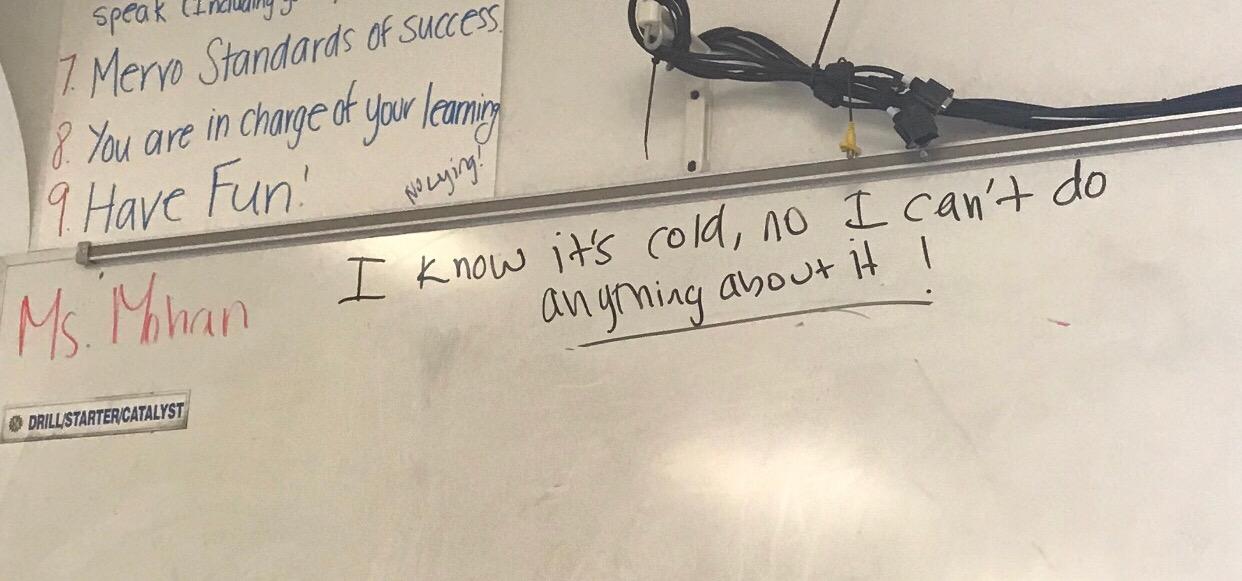 speak (Including
7. Mervo Standards of success.
8. You are in charge of your learning
9. Have Fun!
No lying!
I know it's cold, no I can't do
anything about it!
Ms. Mohan
DRILL/STARTER/CATALYST